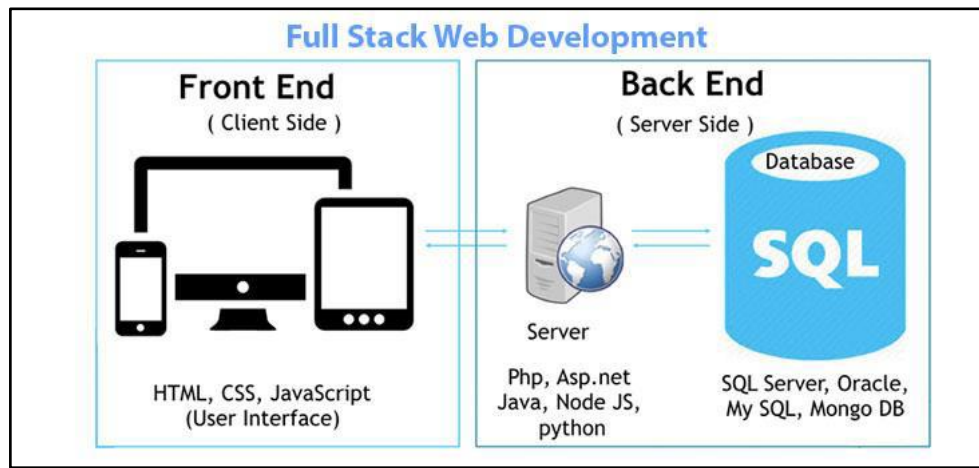 Full Stack Web Development
Front End
( Client Side )
HTML, CSS, JavaScript
(User Interface)
Back End
( Server Side )
Server
Php, Asp.net
Java, Node JS,
python
Database
SQL
SQL Server, Oracle,
My SQL, Mongo DB